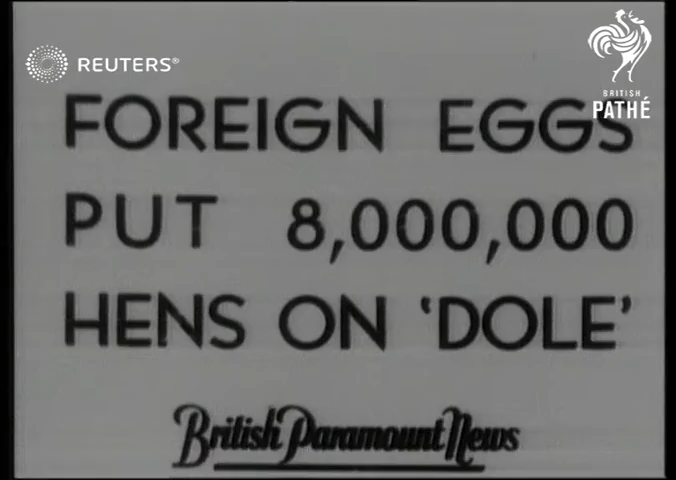 REUTERS®
BRITISH
PATHÉ
FOREIGN EGGS
PUT 8,000,000
HENS ON ‘DOLE’
British Paramount News